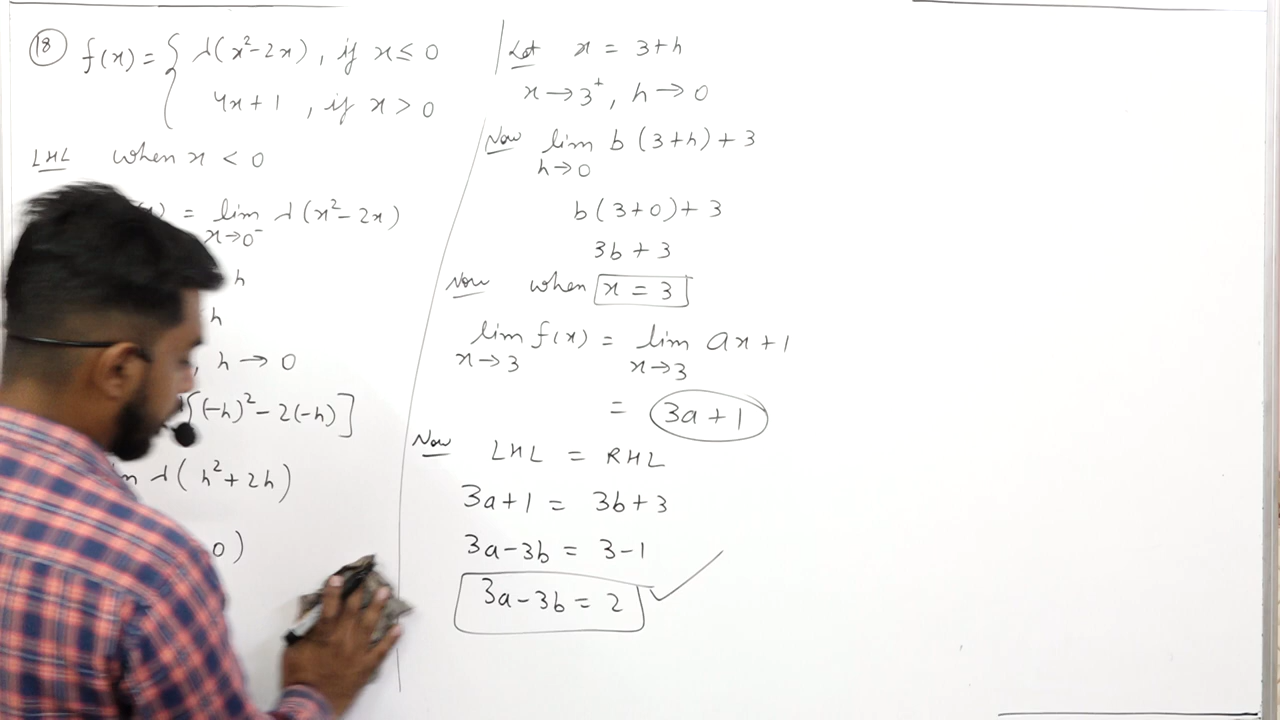 18 f(x) = { λ(x²-2x), if x ≤ 0
4x+1 , if x > 0
LHL when x < 0
= lim λ(x²-2x)
x→0⁻
h
h
, h → 0
[(-h)² - 2(-h)]
λ(h²+2h)
0)
Let x = 3+h
x→3⁺, h→0
Now lim b(3+h)+3
h→0
b(3+0)+3
3b+3
Now when x = 3
lim f(x) = lim ax+1
x→3 x→3
= 3a+1
Now LHL = RHL
3a+1 = 3b+3
3a-3b = 3-1
3a-3b = 2